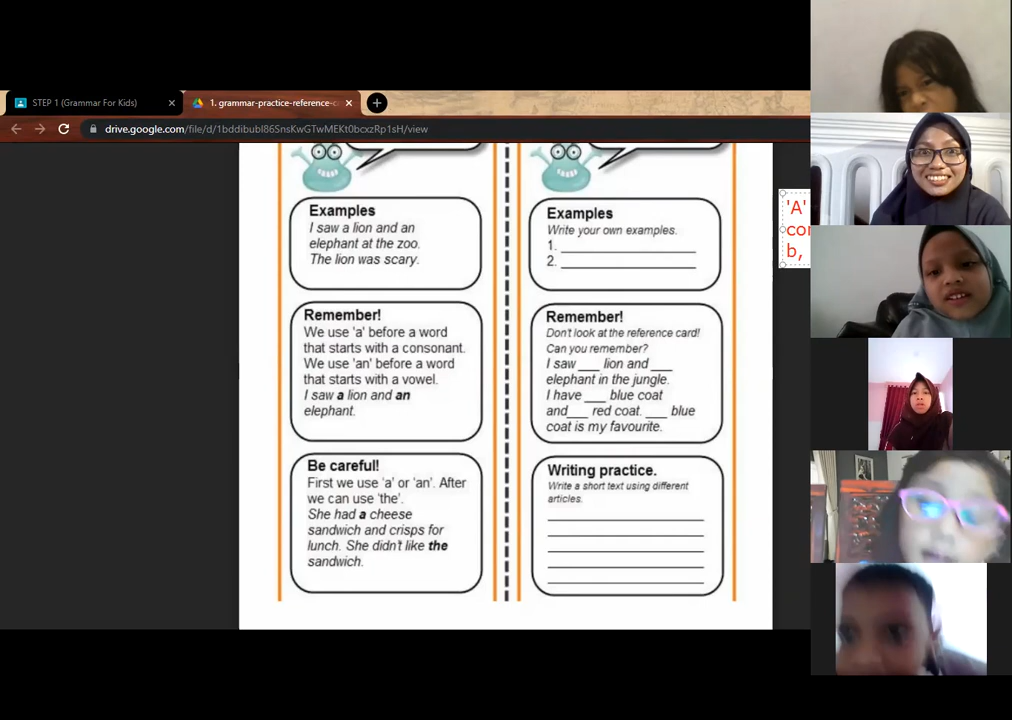 STEP 1 (Grammar For Kids)
1. grammar-practice-reference-c
drive.google.com/file/d/1bddibubl86SnsKwGTwMEKt0bcxzRp1sH/view
Examples
I saw a lion and an
elephant at the zoo.
The lion was scary.
Remember!
We use 'a' before a word
that starts with a consonant.
We use 'an' before a word
that starts with a vowel.
I saw a lion and an
elephant.
Be careful!
First we use 'a' or 'an'. After
we can use 'the'.
She had a cheese
sandwich and crisps for
lunch. She didn't like the
sandwich.
Examples
Write your own examples.
1. ____________
2. ____________
Remember!
Don't look at the reference card!
Can you remember?
I saw ___ lion and ___
elephant in the jungle.
I have ___ blue coat
and___ red coat. ___ blue
coat is my favourite.
Writing practice.
Write a short text using different
articles.
'A'
b,